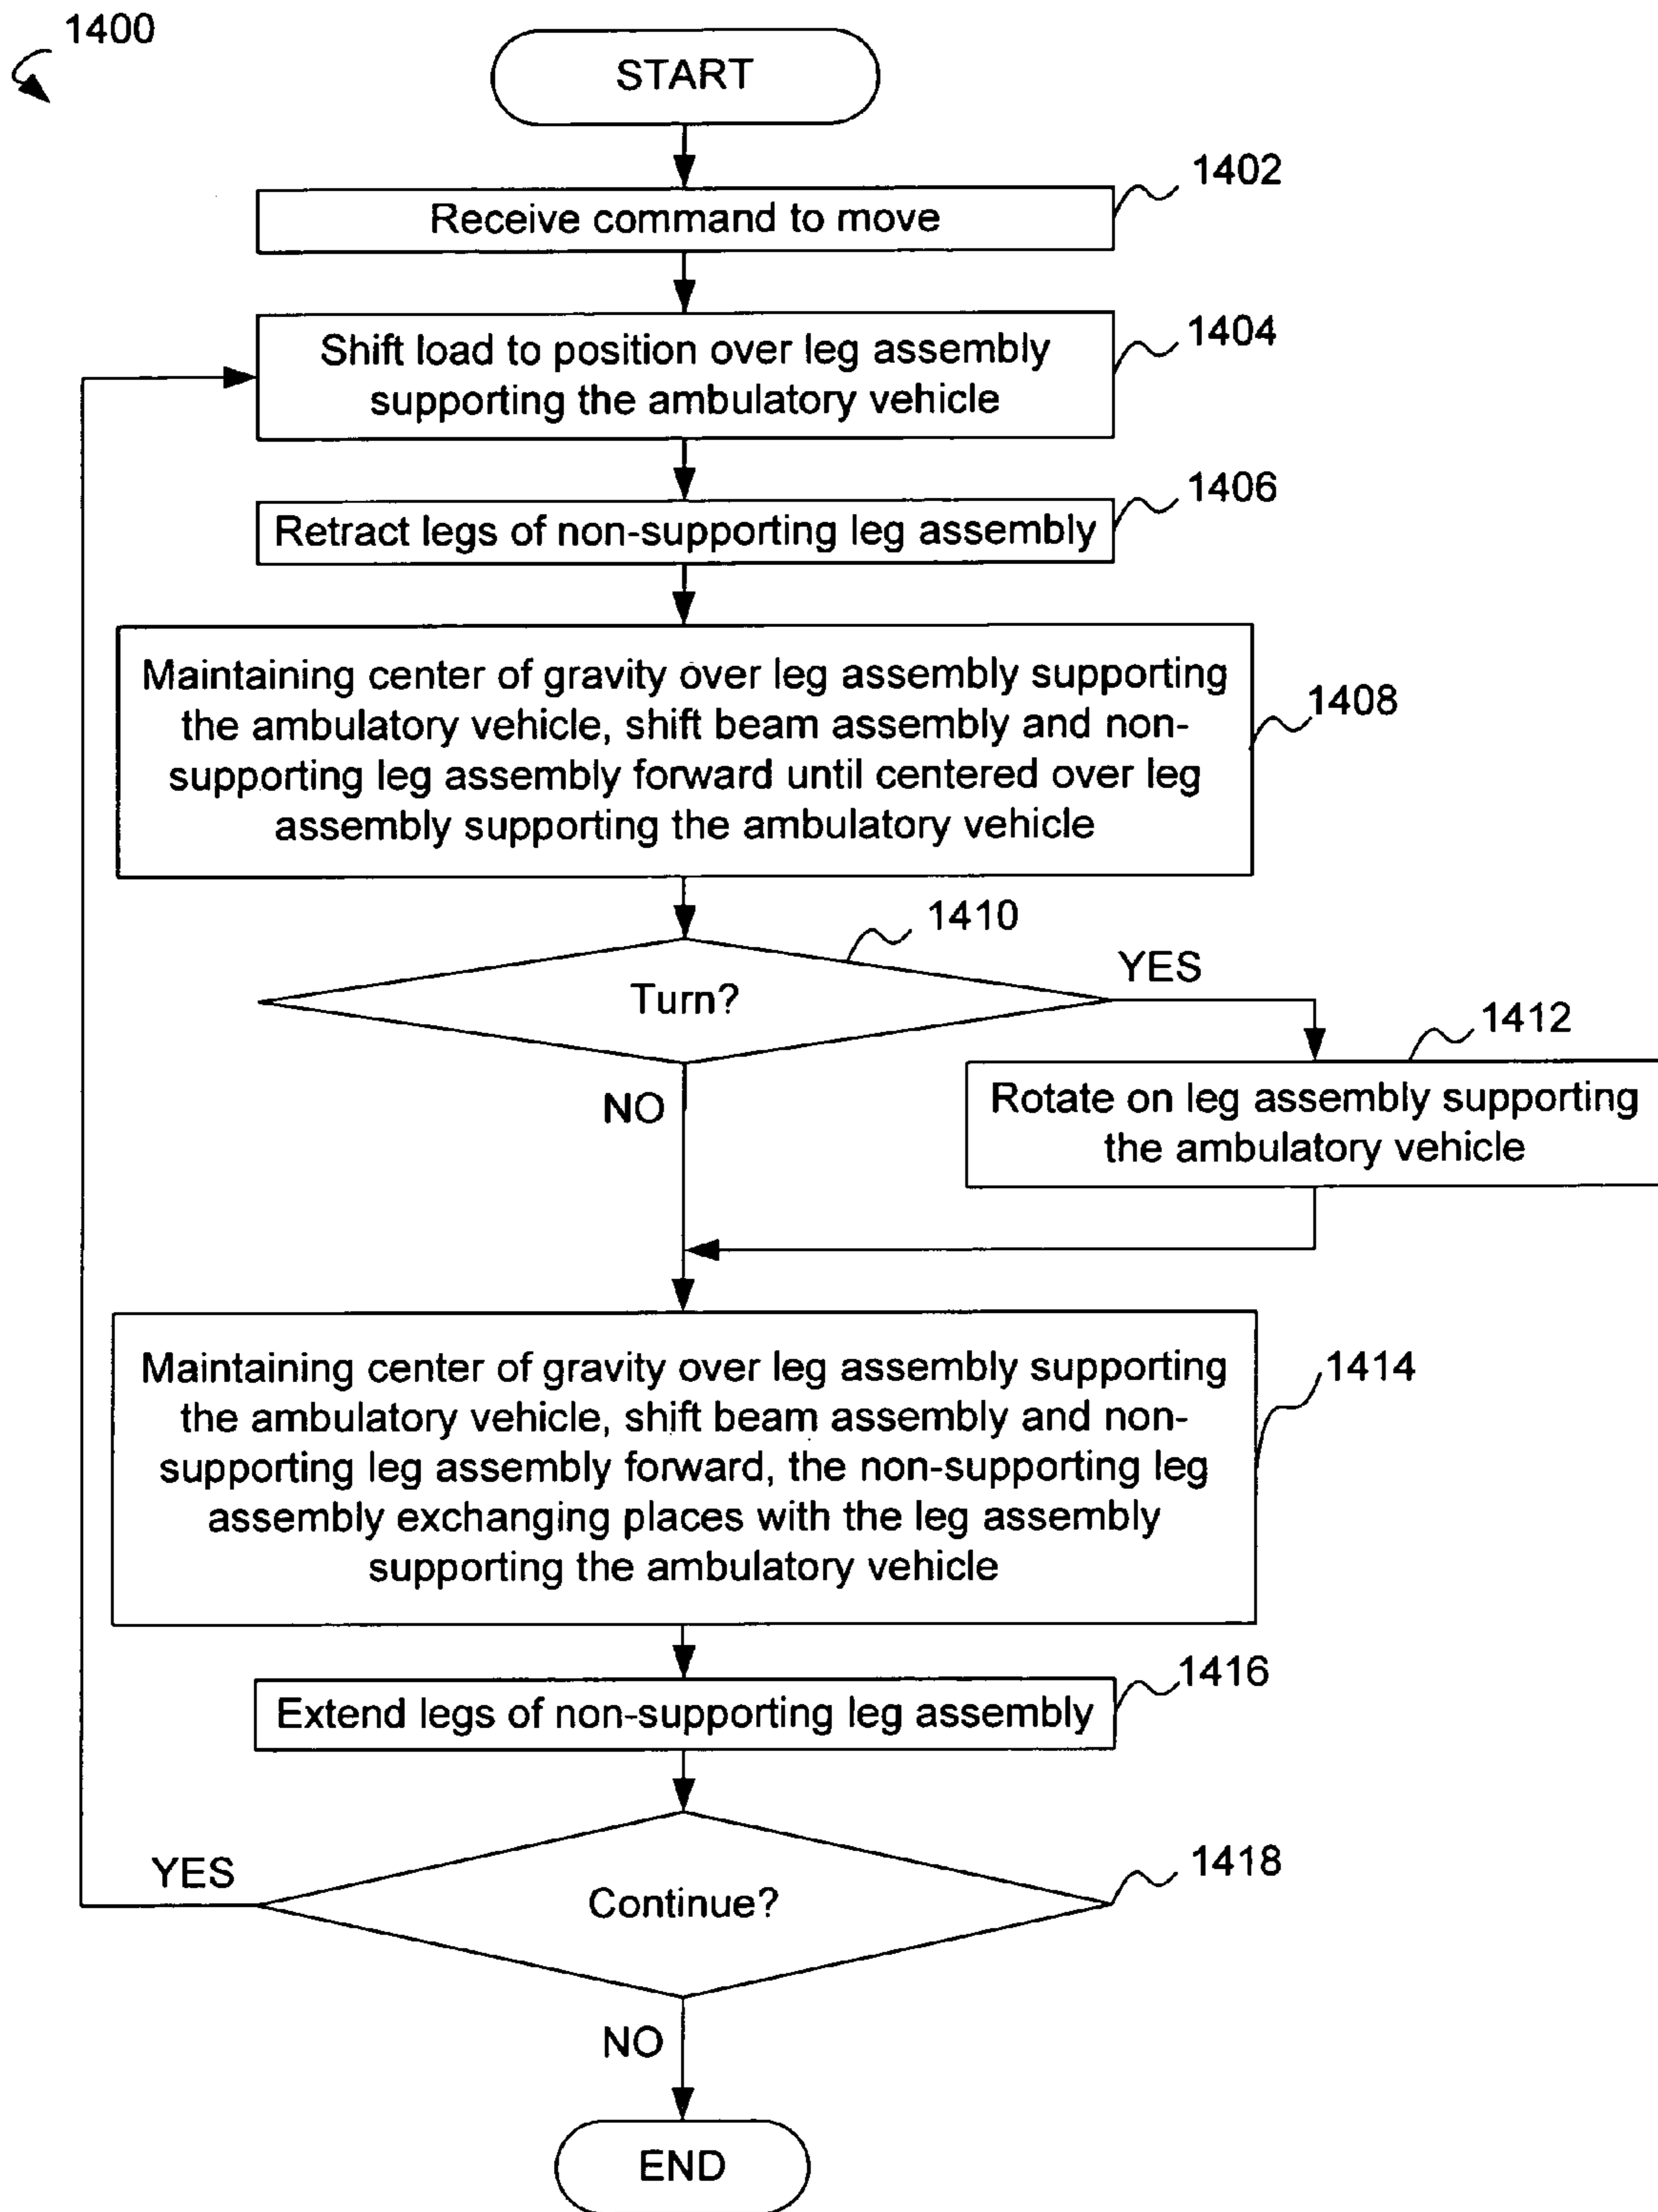 1400
START
1402
Receive command to move
1404
Shift load to position over leg assembly
supporting the ambulatory vehicle
1406
Retract legs of non-supporting leg assembly
Maintaining center of gravity over leg assembly supporting
the ambulatory vehicle, shift beam assembly and non-
supporting leg assembly forward until centered over leg
assembly supporting the ambulatory vehicle
1408
1410
Turn?
YES
1412
Rotate on leg assembly supporting
the ambulatory vehicle
NO
Maintaining center of gravity over leg assembly supporting
the ambulatory vehicle, shift beam assembly and non-
supporting leg assembly forward, the non-supporting leg
assembly exchanging places with the leg assembly
supporting the ambulatory vehicle
1414
1416
Extend legs of non-supporting leg assembly
YES
1418
Continue?
NO
END